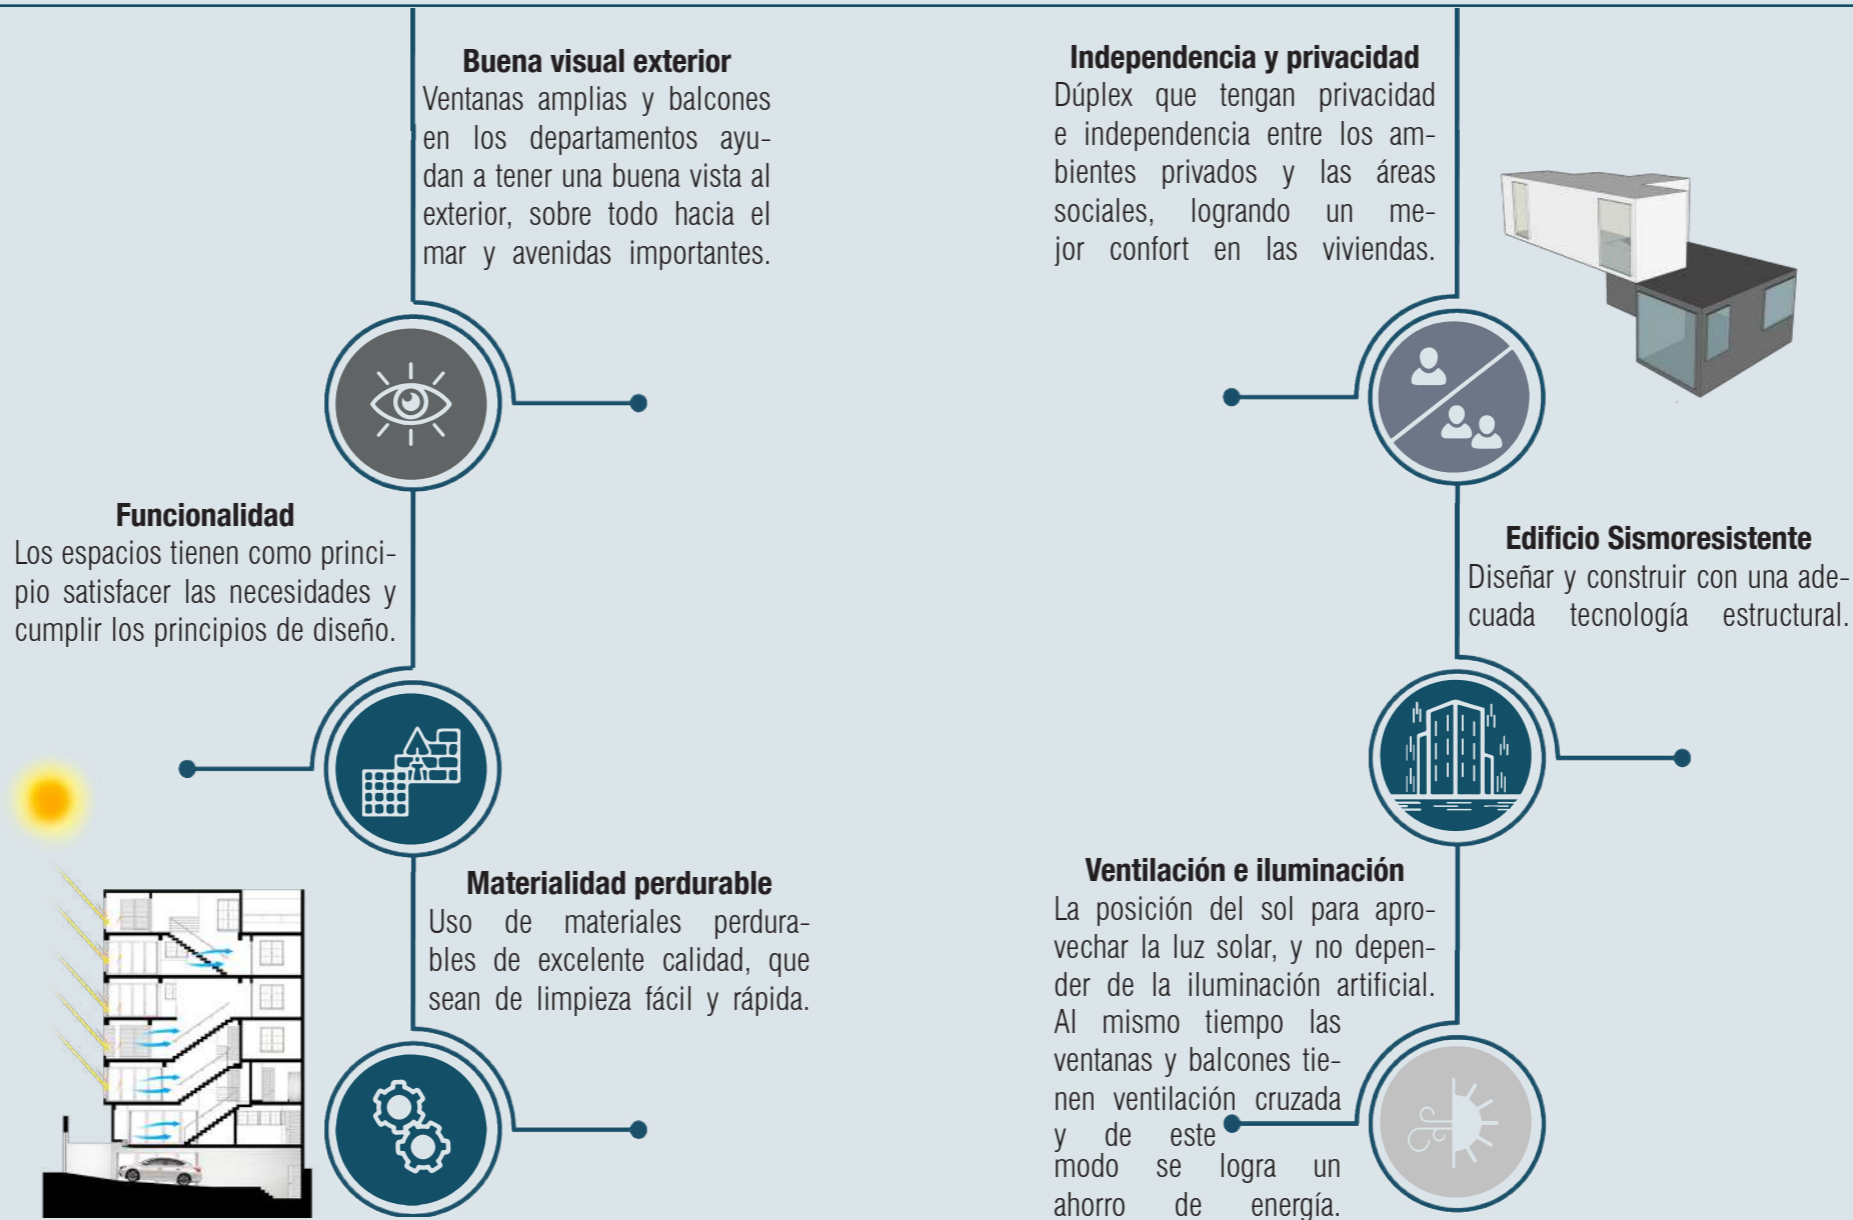 Buena visual exterior
Ventanas amplias y balcones
en los departamentos ayu-
dan a tener una buena vista al
exterior, sobre todo hacia el
mar y avenidas importantes.
Funcionalidad
Los espacios tienen como princi-
pio satisfacer las necesidades y
cumplir los principios de diseño.
Materialidad perdurable
Uso de materiales perdura-
bles de excelente calidad, que
sean de limpieza fácil y rápida.
Independencia y privacidad
Dúplex que tengan privacidad
e independencia entre los am-
bientes privados y las áreas
sociales, logrando un me-
jor confort en las viviendas.
Edificio Sismoresistente
Diseñar y construir con una ade-
cuada tecnología estructural.
Ventilación e iluminación
La posición del sol para apro-
vechar la luz solar, y no depen-
der de la iluminación artificial.
Al mismo tiempo las
ventanas y balcones tie-
nen ventilación cruzada
y de este
modo se logra un
ahorro de energía.